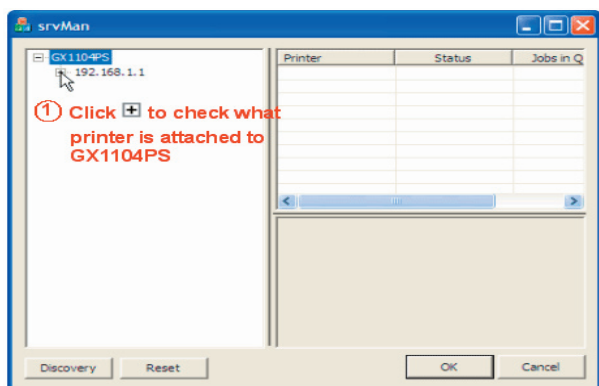 srvMan
GX1104PS
192.168.1.1
Printer Status Jobs in Q
1 Click + to check what
printer is attached to
GX1104PS
Discovery Reset OK Cancel